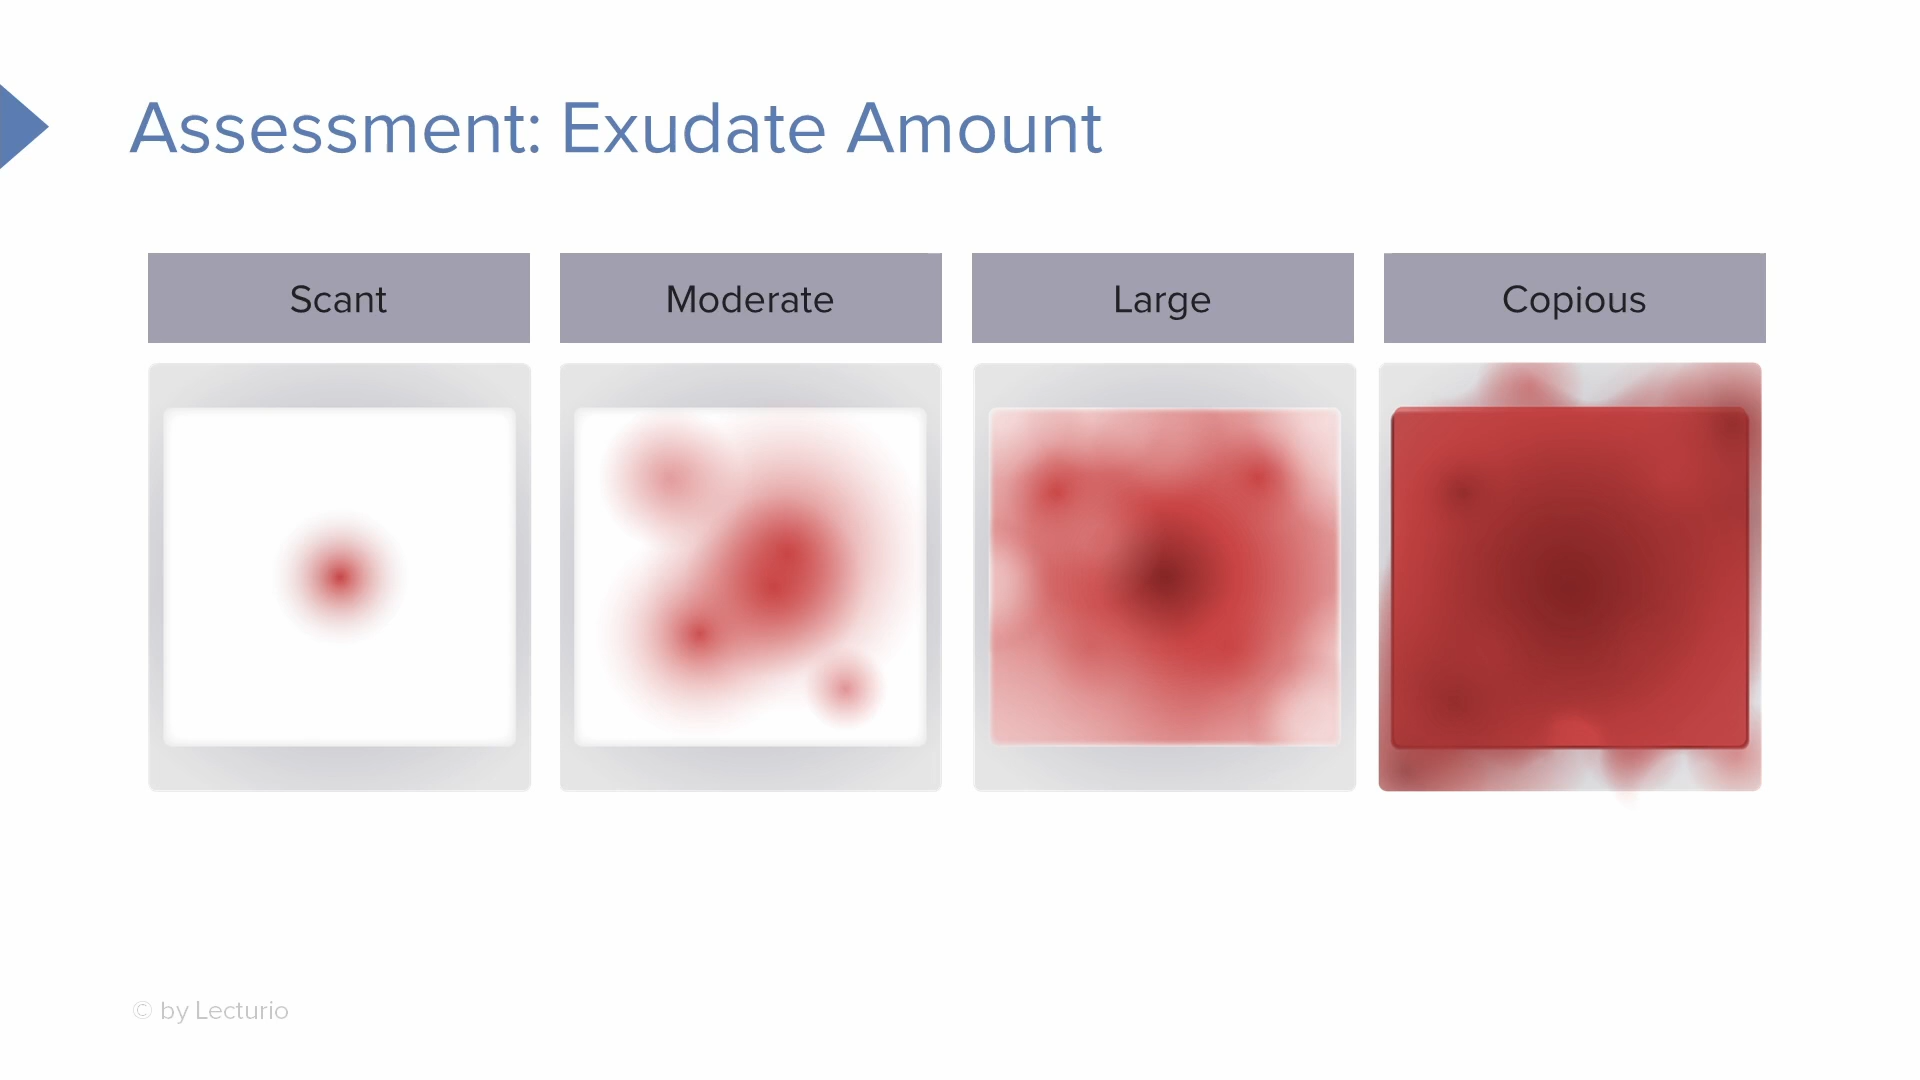 Assessment: Exudate Amount
Scant
Moderate
Large
Copious
© by Lecturio